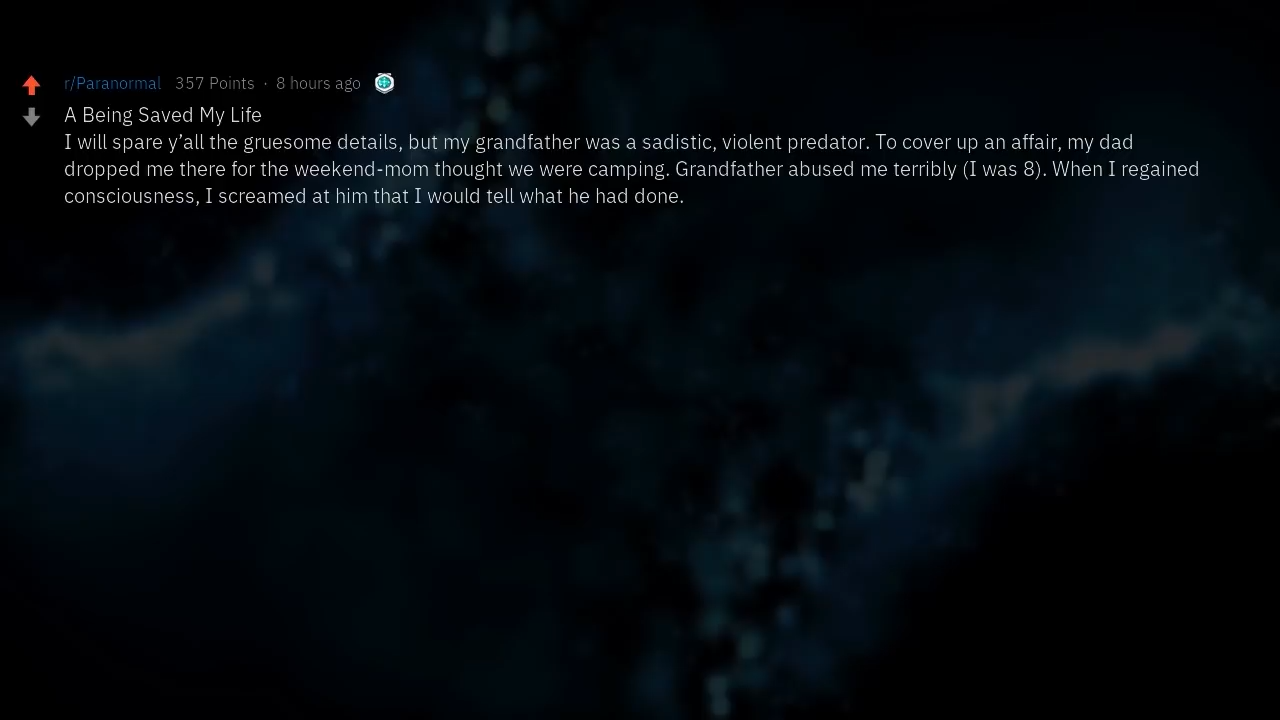 r/Paranormal 357 Points · 8 hours ago
A Being Saved My Life
I will spare y’all the gruesome details, but my grandfather was a sadistic, violent predator. To cover up an affair, my dad
dropped me there for the weekend-mom thought we were camping. Grandfather abused me terribly (I was 8). When I regained
consciousness, I screamed at him that I would tell what he had done.